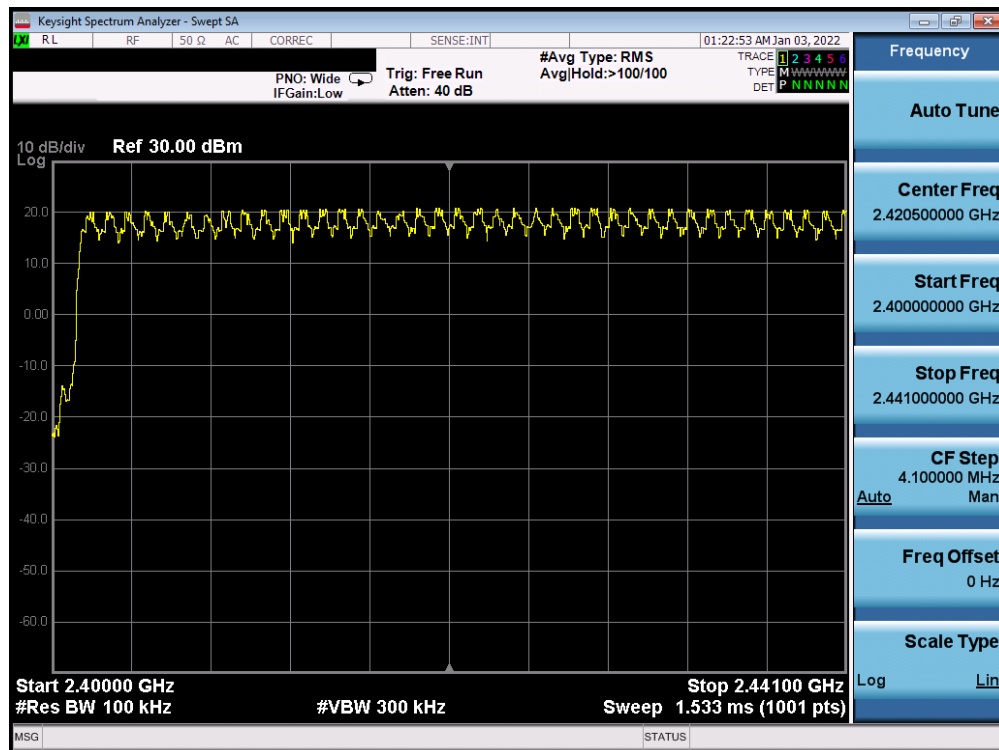 Keysight Spectrum Analyzer - Swept SA
LXI RL RF 50 Ω AC CORREC SENSE:INT 01:22:53 AM Jan 03, 2022
#Avg Type: RMS TRACE 1 2 3 4 5 6
PNO: Wide Trig: Free Run Avg|Hold:>100/100 TYPE M WWWWW
IFGain:Low Atten: 40 dB DET P N N N N N
10 dB/div Ref 30.00 dBm
Log
20.0
10.0
0.00
-10.0
-20.0
-30.0
-40.0
-50.0
-60.0
Start 2.40000 GHz Stop 2.44100 GHz
#Res BW 100 kHz #VBW 300 kHz Sweep 1.533 ms (1001 pts)
MSG STATUS
Frequency
Auto Tune
Center Freq
2.420500000 GHz
Start Freq
2.400000000 GHz
Stop Freq
2.441000000 GHz
CF Step
4.100000 MHz
Auto Man
Freq Offset
0 Hz
Scale Type
Log Lin